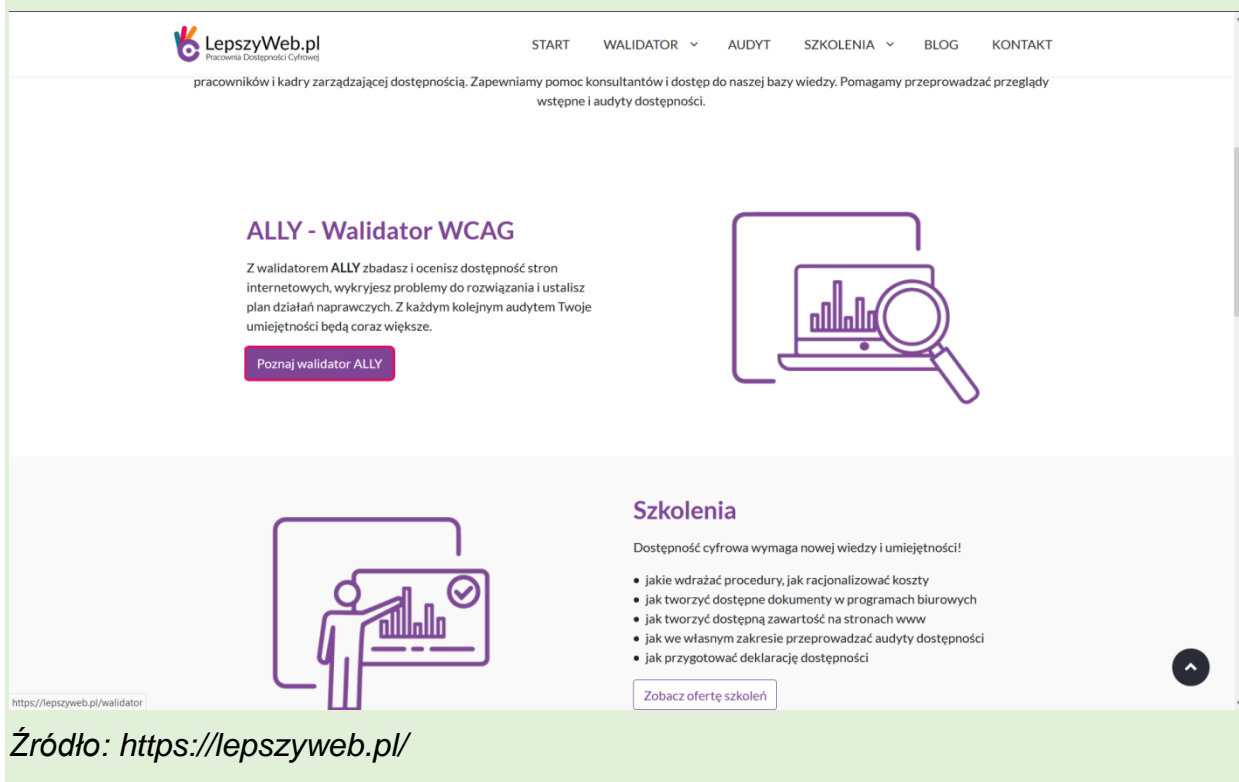 LepszyWeb.pl
Pracownia Dostępności Cyfrowej
START WALIDATOR AUDYT SZKOLENIA BLOG KONTAKT
pracowników i kadry zarządzającej dostępnością. Zapewniamy pomoc konsultantów i dostęp do naszej bazy wiedzy. Pomagamy przeprowadzać przeglądy
wstępne i audyty dostępności.
ALLY - Walidator WCAG
Z walidatorem ALLY zbadasz i ocenisz dostępność stron
internetowych, wykryjesz problemy do rozwiązania i ustalisz
plan działań naprawczych. Z każdym kolejnym audytem Twoje
umiejętności będą coraz większe.
Poznaj walidator ALLY
Szkolenia
Dostępność cyfrowa wymaga nowej wiedzy i umiejętności!
• jakie wdrażać procedury, jak racjonalizować koszty
• jak tworzyć dostępne dokumenty w programach biurowych
• jak tworzyć dostępną zawartość na stronach www
• jak we własnym zakresie przeprowadzać audyty dostępności
• jak przygotować deklarację dostępności
Zobacz ofertę szkoleń
https://lepszyweb.pl/walidator
Źródło: https://lepszyweb.pl/